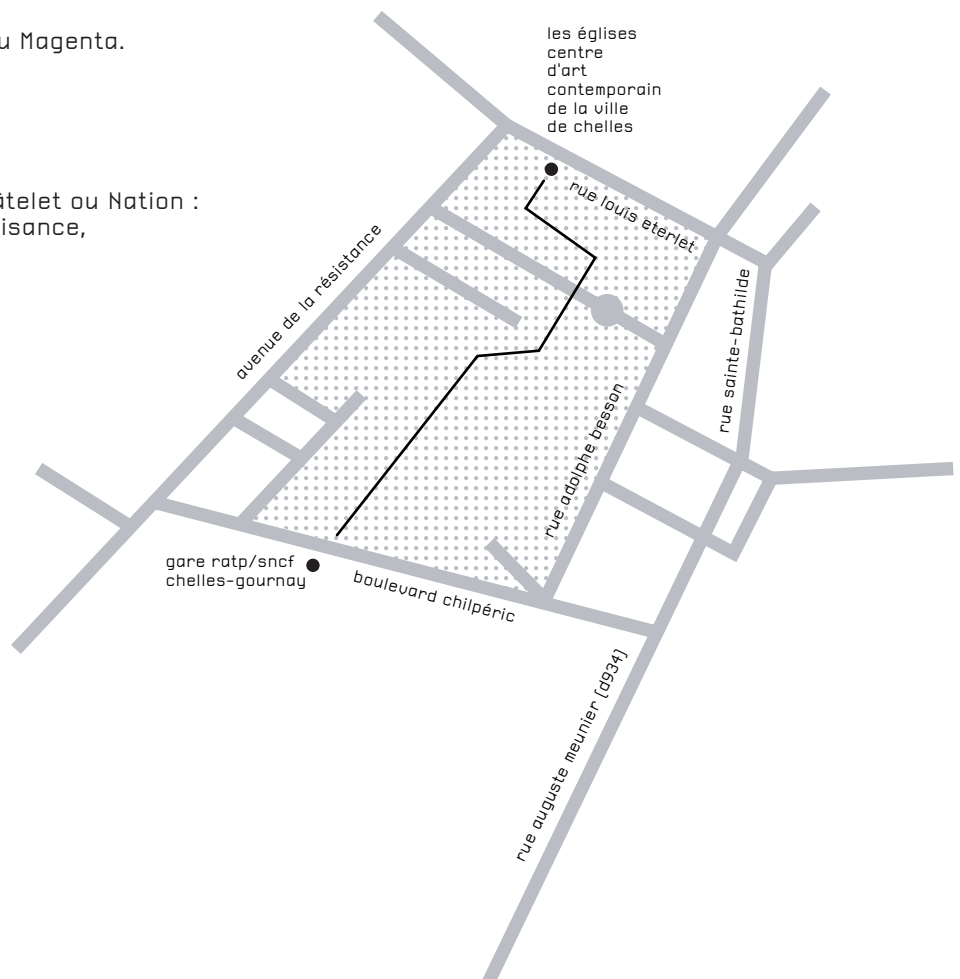 u Magenta.
âtelet ou Nation :
isance,
les églises
centre
d'art
contemporain
de la ville
de chelles
rue louis eterlet
avenue de la résistance
rue sainte-bathilde
rue adolphe besson
gare ratp/sncf
chelles-gournay
boulevard chilpéric
rue auguste meunier (d934)